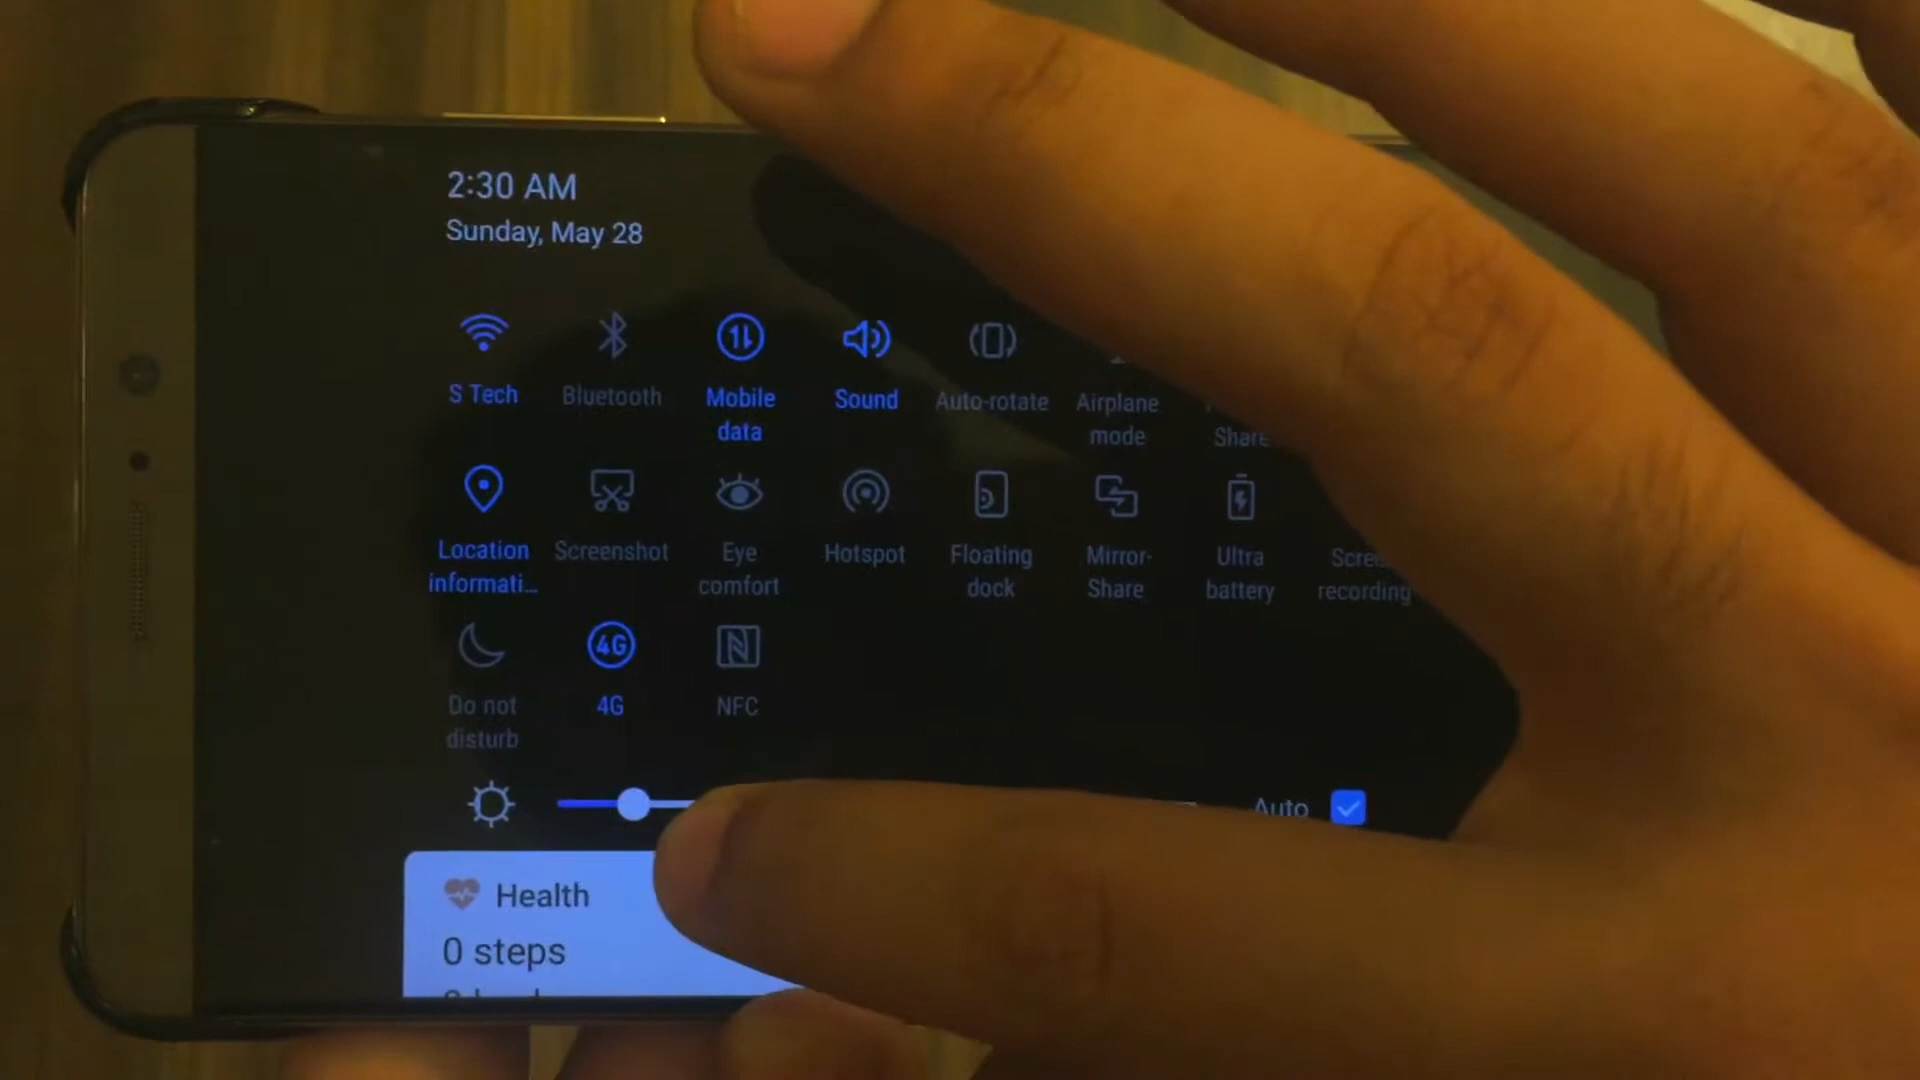 2:30 AM
Sunday, May 28
S Tech
Bluetooth
Mobile
data
Sound
Auto-rotate
Airplane
mode
Share
Location
informati…
Screenshot
Eye
comfort
Hotspot
Floating
dock
Mirror-
Share
Ultra
battery
Screen
recording
Do not
disturb
4G
4G
NFC
Auto
Health
0 steps